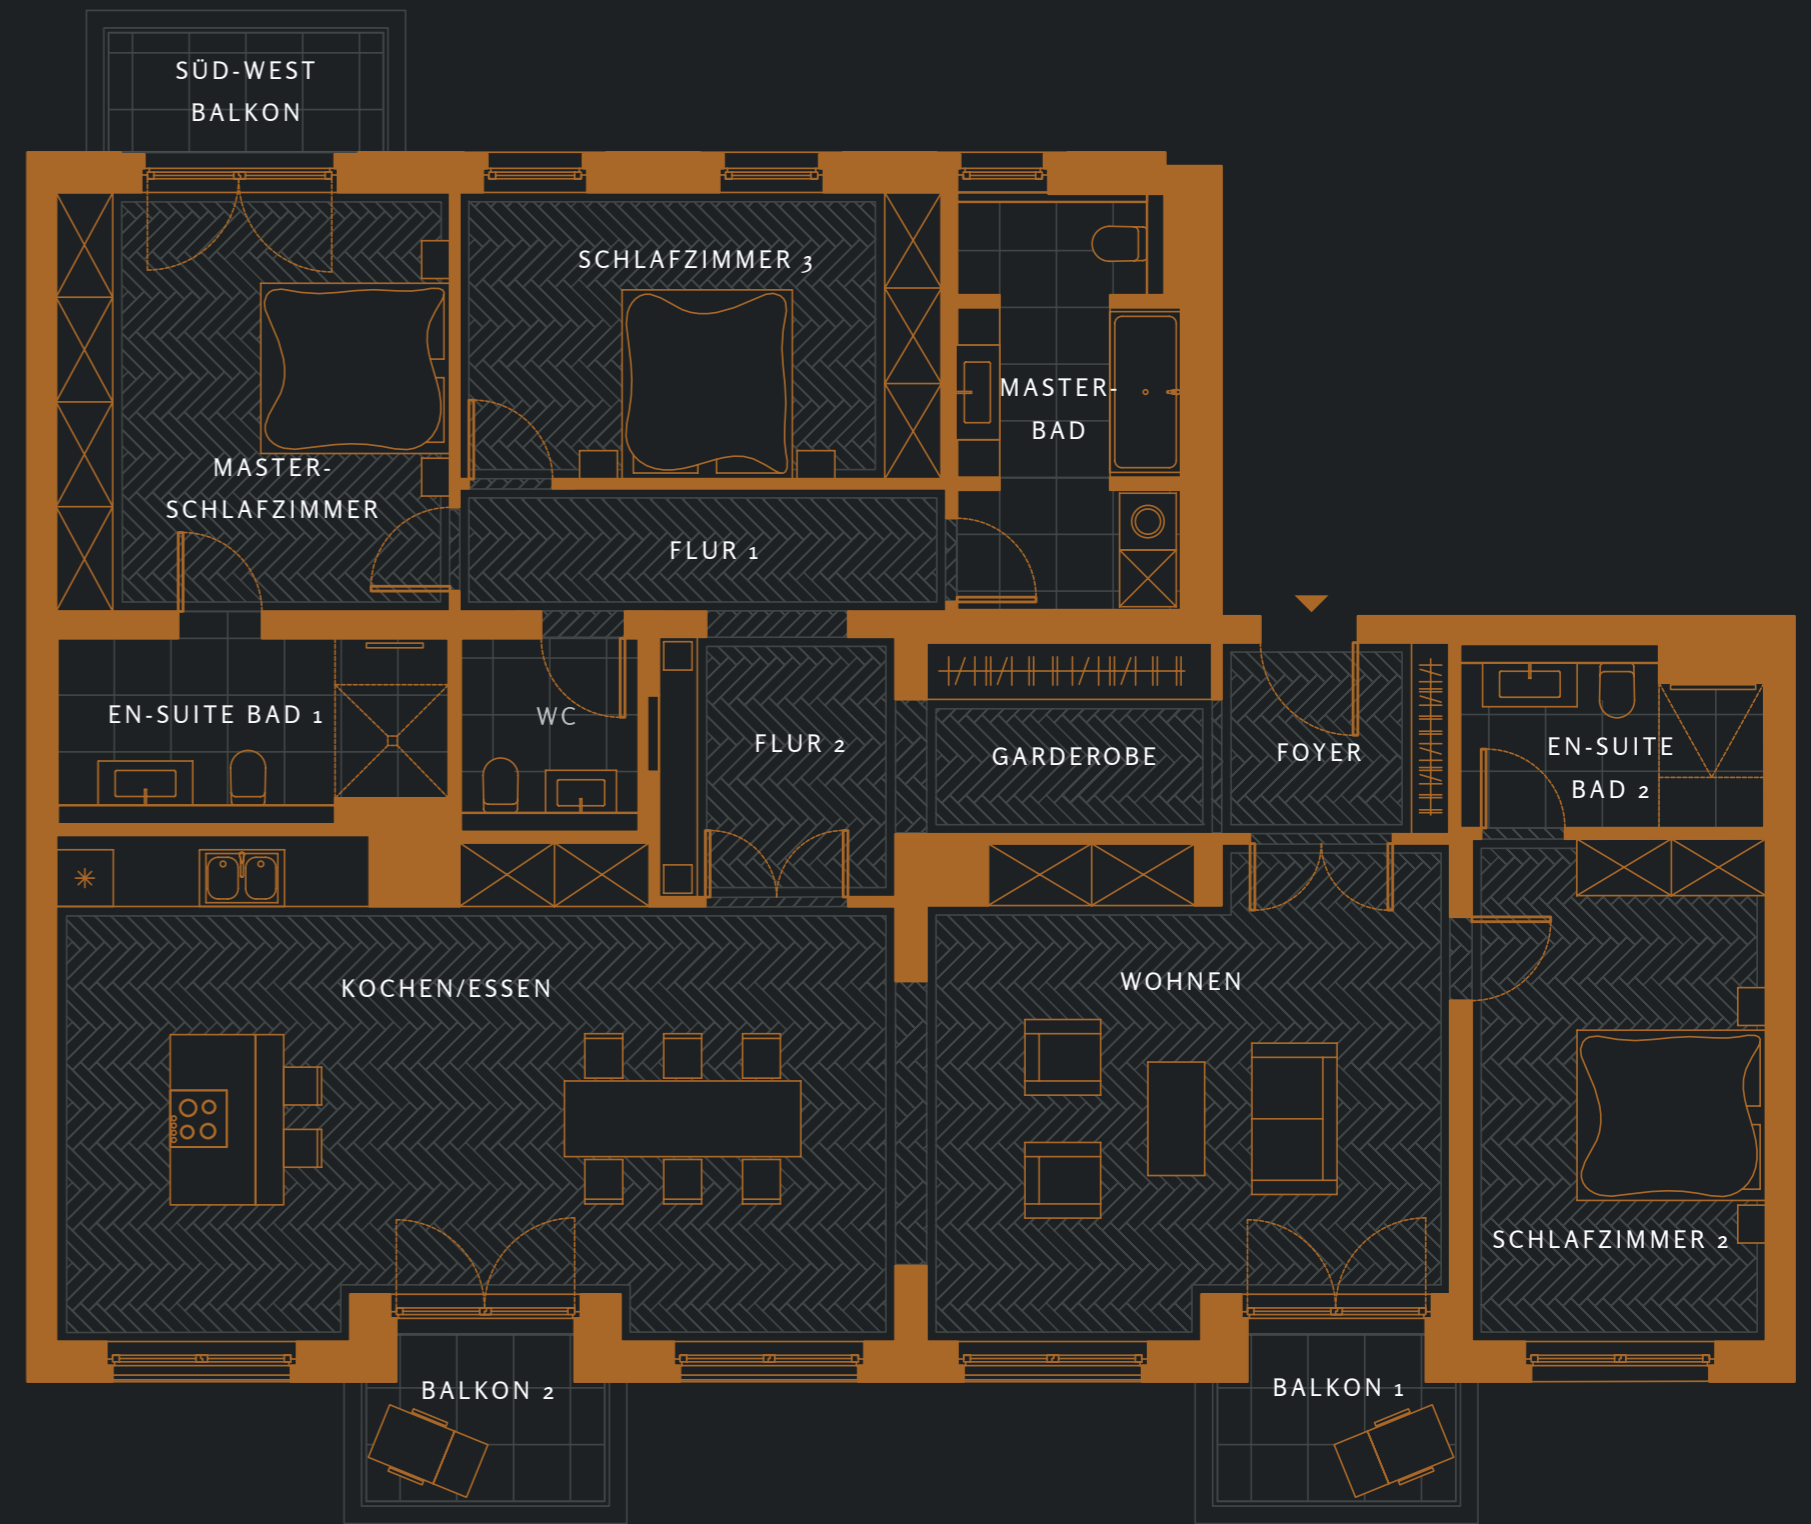 SÜD-WEST
BALKON
SCHLAFZIMMER 3
MASTER-
BAD
MASTER-
SCHLAFZIMMER
FLUR 1
EN-SUITE BAD 1
WC
FLUR 2
GARDEROBE
FOYER
EN-SUITE
BAD 2
KOCHEN/ESSEN
WOHNEN
SCHLAFZIMMER 2
BALKON 2
BALKON 1